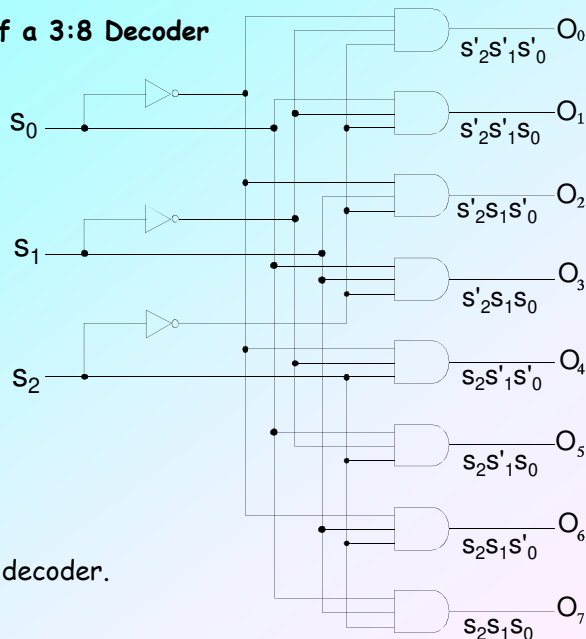 f a 3:8 Decoder
O₀
s'₂s'₁s'₀
S₀
O₁
s'₂s'₁s₀
O₂
s'₂s₁s'₀
S₁
O₃
s'₂s₁s₀
S₂
O₄
s₂s'₁s'₀
O₅
s₂s'₁s₀
O₆
s₂s₁s'₀
decoder.
O₇
s₂s₁s₀